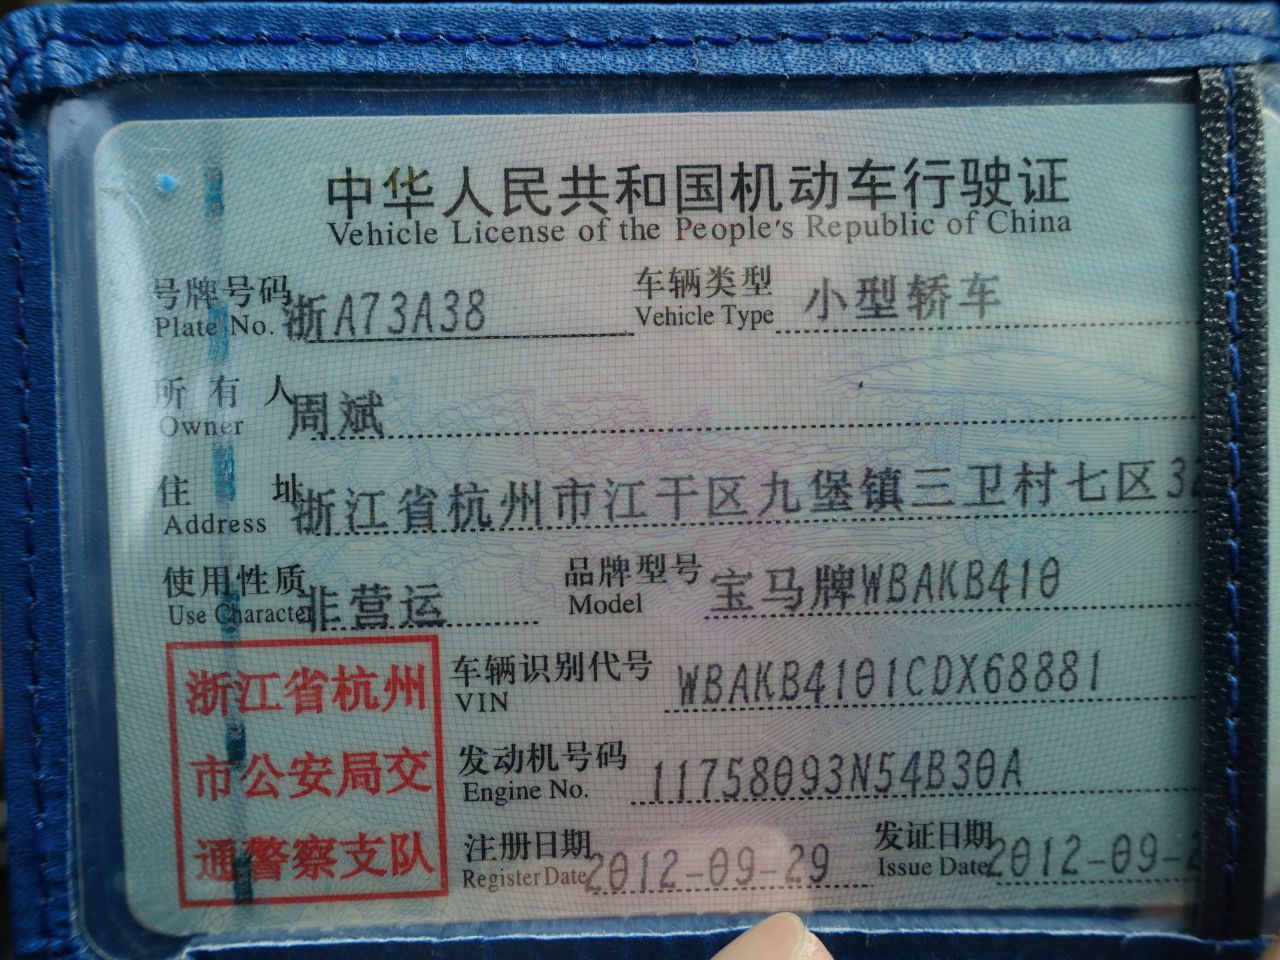 中华人民共和国机动车行驶证
Vehicle License of the People's Republic of China
号牌号码 浙A73A38 车辆类型 小型轿车
Plate No. Vehicle Type
所有人 周斌
Owner
住址 浙江省杭州市江干区九堡镇三卫村七区32
Address
使用性质 非营运 品牌型号 宝马牌WBAKB410
Use Character Model
浙江省杭州
市公安局交
通警察支队
车辆识别代号 WBAKB4101CDX68881
VIN
发动机号码 11758093N54B30A
Engine No.
注册日期 2012-09-29 发证日期 2012-09-2
Register Date Issue Date